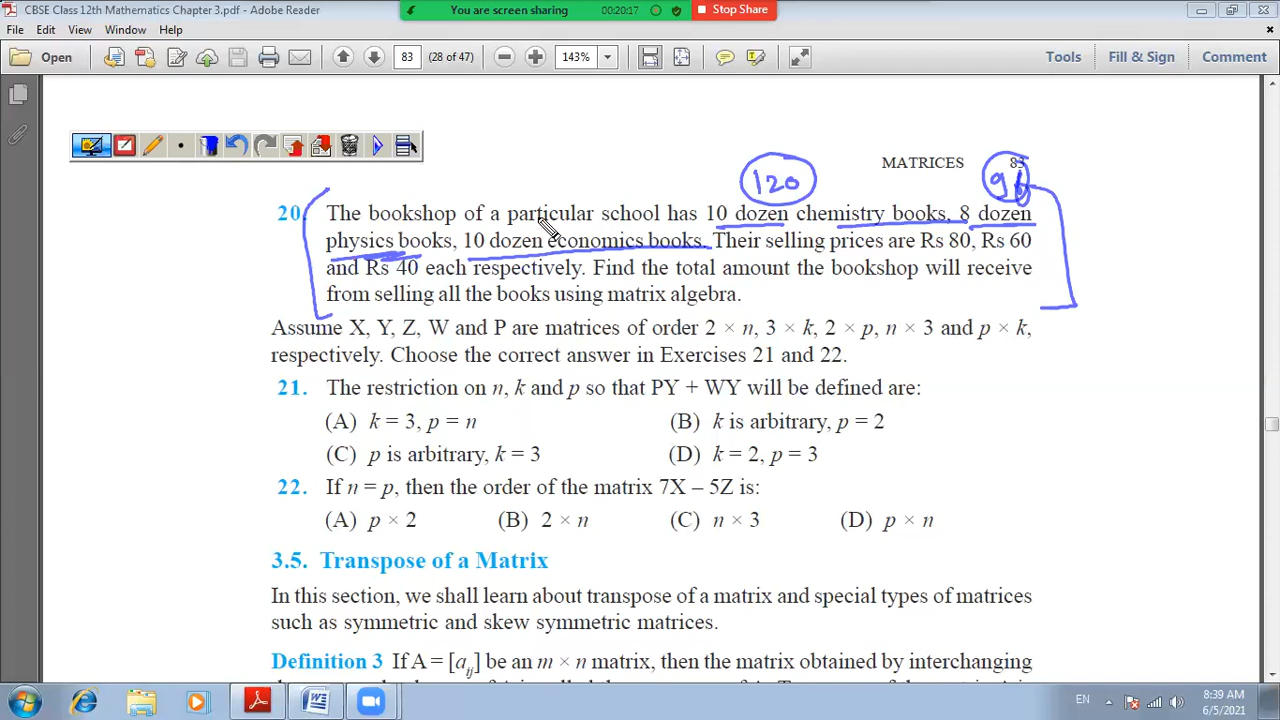 CBSE Class 12th Mathematics Chapter 3.pdf - Adobe Reader
You are screen sharing 00:20:17 Stop Share
File Edit View Window Help
Open 83 (28 of 47) 143% Tools Fill & Sign Comment
MATRICES 83
120 96
20. The bookshop of a particular school has 10 dozen chemistry books, 8 dozen
physics books, 10 dozen economics books. Their selling prices are Rs 80, Rs 60
and Rs 40 each respectively. Find the total amount the bookshop will receive
from selling all the books using matrix algebra.
Assume X, Y, Z, W and P are matrices of order 2 × n, 3 × k, 2 × p, n × 3 and p × k,
respectively. Choose the correct answer in Exercises 21 and 22.
21. The restriction on n, k and p so that PY + WY will be defined are:
(A) k = 3, p = n (B) k is arbitrary, p = 2
(C) p is arbitrary, k = 3 (D) k = 2, p = 3
22. If n = p, then the order of the matrix 7X – 5Z is:
(A) p × 2 (B) 2 × n (C) n × 3 (D) p × n
3.5. Transpose of a Matrix
In this section, we shall learn about transpose of a matrix and special types of matrices
such as symmetric and skew symmetric matrices.
Definition 3 If A = [aij] be an m × n matrix, then the matrix obtained by interchanging
EN 8:39 AM
6/5/2021